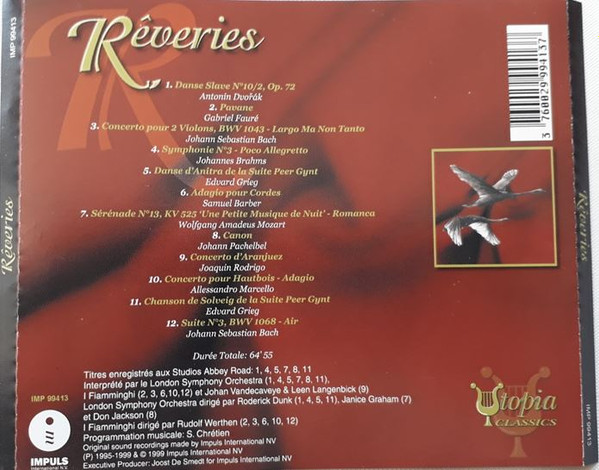 Rêveries
IMP 99413
3 760029 994137
1. Danse Slave N°10/2, Op. 72
Antonin Dvořák
2. Pavane
Gabriel Fauré
3. Concerto pour 2 Violons, BWV 1043 - Largo Ma Non Tanto
Johann Sebastian Bach
4. Symphonie N°3 - Poco Allegretto
Johannes Brahms
5. Danse d'Anitra de la Suite Peer Gynt
Edvard Grieg
6. Adagio pour Cordes
Samuel Barber
7. Sérénade N°13, KV 525 'Une Petite Musique de Nuit' - Romanca
Wolfgang Amadeus Mozart
8. Canon
Johann Pachelbel
9. Concerto d'Aranjuez
Joaquin Rodrigo
10. Concerto pour Hautbois - Adagio
Allessandro Marcello
11. Chanson de Solveig de la Suite Peer Gynt
Edvard Grieg
12. Suite N°3, BWV 1068 - Air
Johann Sebastian Bach
Durée Totale: 64' 55
Titres enregistrés aux Studios Abbey Road: 1, 4, 5, 7, 8, 11
Interprété par le London Symphony Orchestra (1, 4, 5, 7, 8, 11),
I Fiamminghi (2, 3, 6,10,12) et Johan Vandecaveye & Leen Langenbick (9)
London Symphony Orchestra dirigé par Roderick Dunk (1, 4, 5, 11), Janice Graham (7)
et Don Jackson (8)
I Fiamminghi dirigé par Rudolf Werthen (2, 3, 6, 10, 12)
Programmation musicale: S. Chrétien
Original sound recordings made by Impuls International NV
(P) 1995-1999 & © 1999 Impuls International NV
Executive Producer: Joost De Smedt for Impuls International NV
IMP 99413
m
IMPULS
International NV
Utopia
CLASSICS
Rêveries
Rêveries
IMP 99413